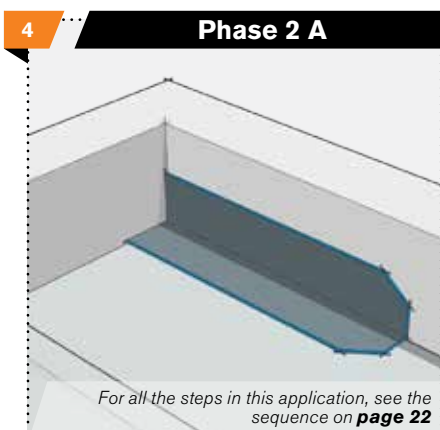 4
Phase 2 A
For all the steps in this application, see the
sequence on page 22